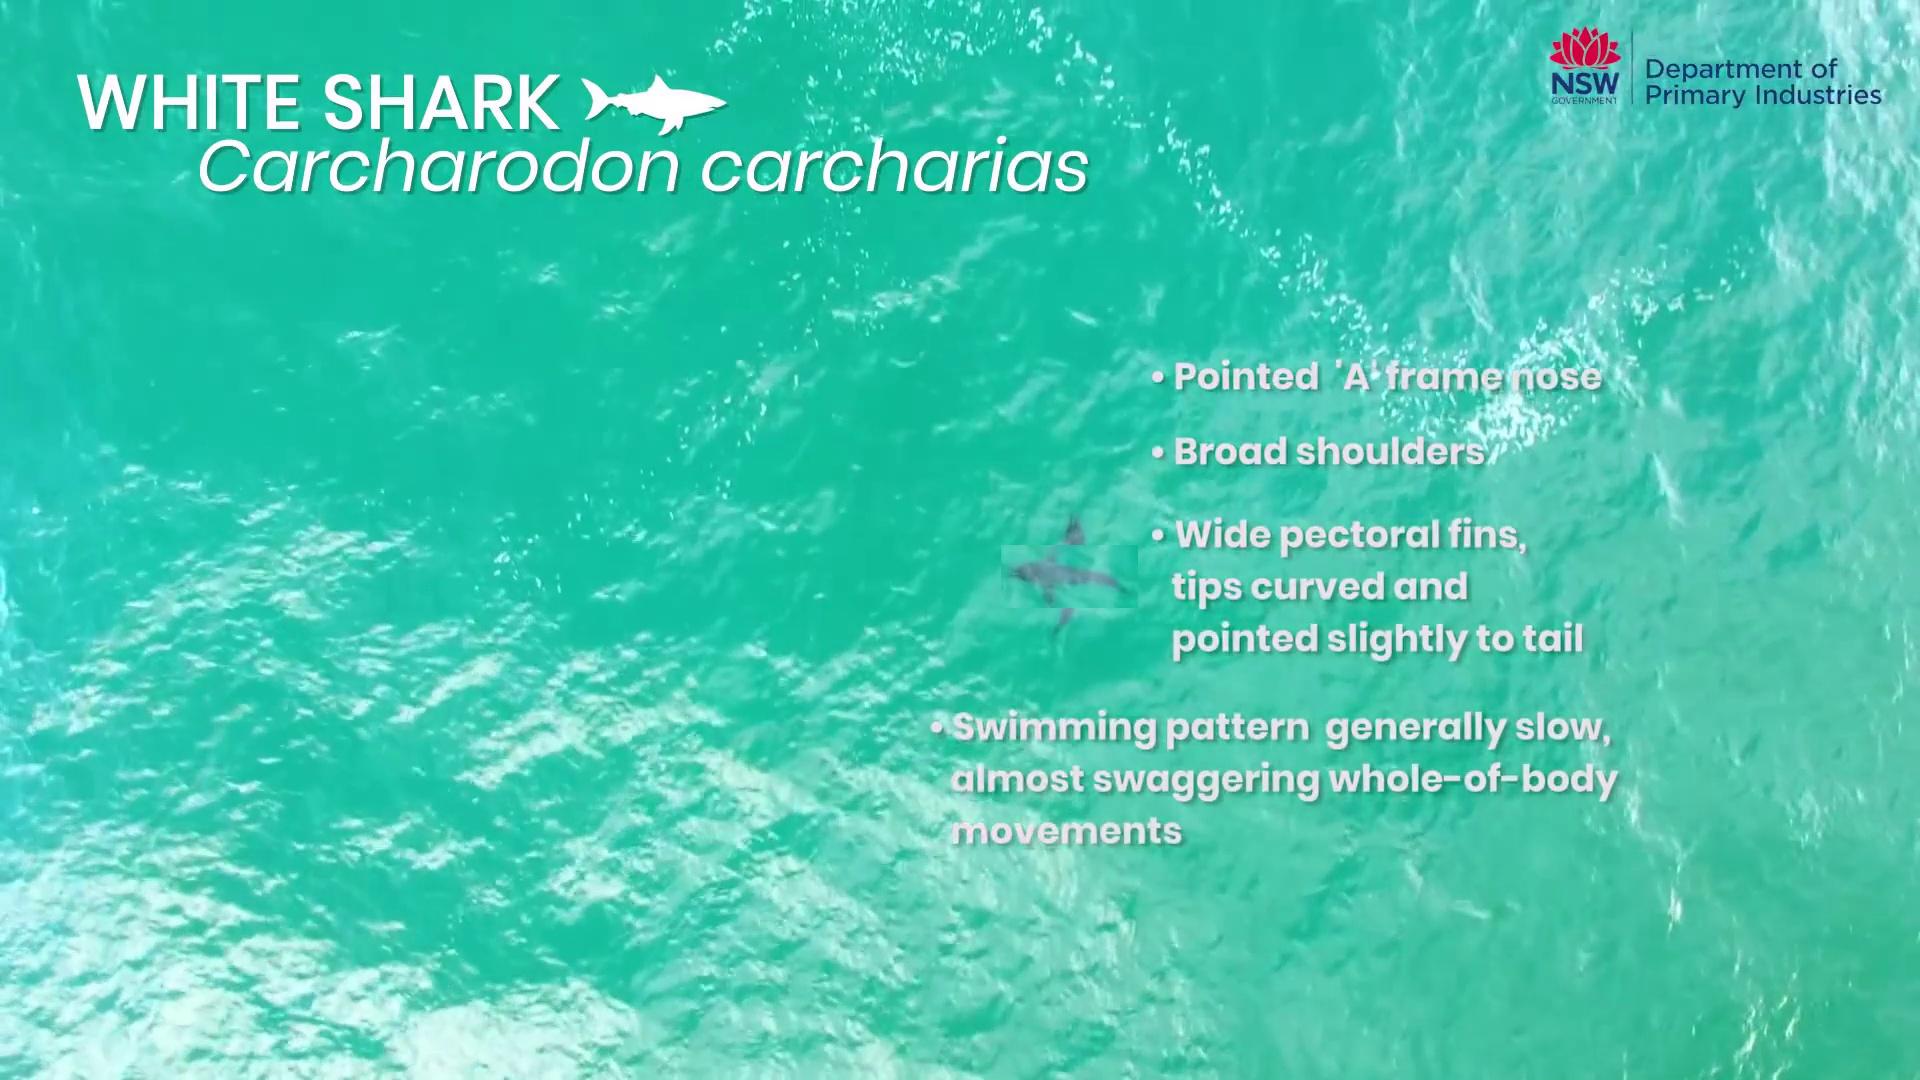 WHITE SHARK
Carcharodon carcharias
NSW
GOVERNMENT
Department of
Primary Industries
• Pointed 'A' frame nose
• Broad shoulders
• Wide pectoral fins,
tips curved and
pointed slightly to tail
• Swimming pattern generally slow,
almost swaggering whole-of-body
movements